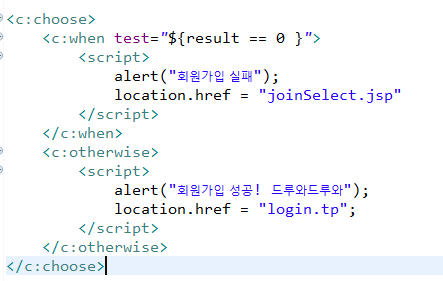 <c:choose>
<c:when test="${result == 0 }">
<script>
alert("회원가입 실패");
location.href = "joinSelect.jsp"
</script>
</c:when>
<c:otherwise>
<script>
alert("회원가입 성공! 드루와드루와");
location.href = "login.tp";
</script>
</c:otherwise>
</c:choose>